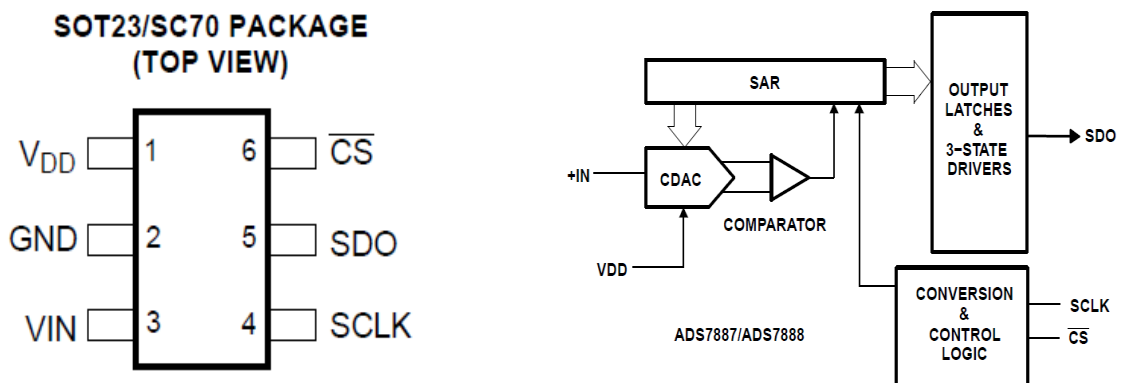 SOT23/SC70 PACKAGE
(TOP VIEW)
VDD 1 6 CS
GND 2 5 SDO
VIN 3 4 SCLK
SAR
OUTPUT
LATCHES
&
3−STATE
DRIVERS
SDO
+IN
CDAC
COMPARATOR
VDD
CONVERSION
&
CONTROL
LOGIC
SCLK
CS
ADS7887/ADS7888